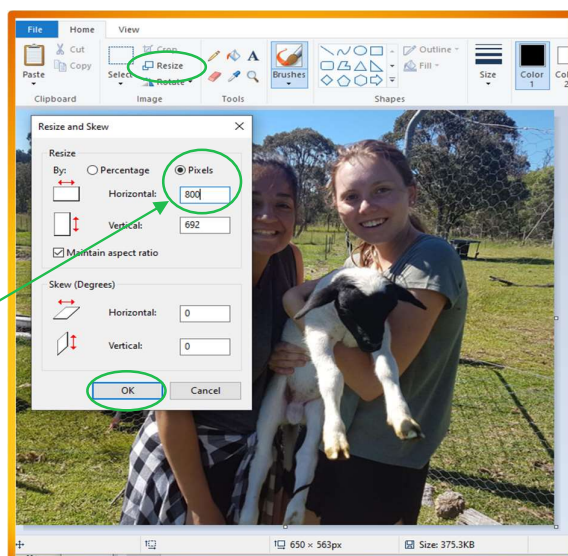 File Home View
Paste
Cut
Copy
Clipboard
Select
Crop
Resize
Rotate
Image
A
Tools
Brushes
Outline
Fill
Shapes
Size
Color
1
Resize and Skew
Resize
By: Percentage Pixels
Horizontal: 800
Vertical: 692
Maintain aspect ratio
Skew (Degrees)
Horizontal: 0
Vertical: 0
OK Cancel
650 × 563px Size: 375.3KB